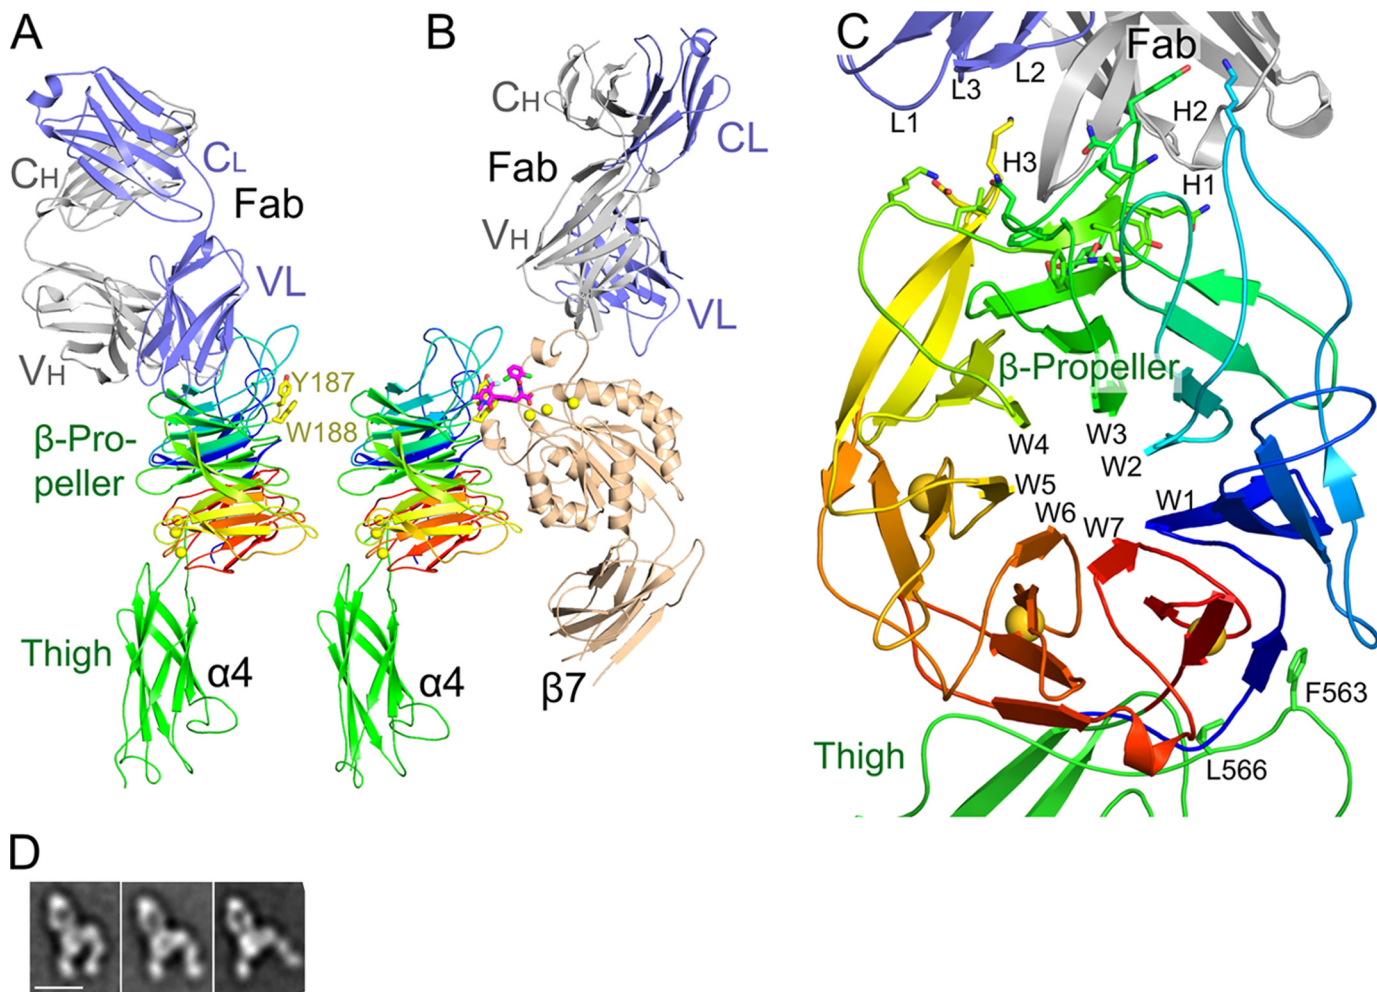 A
B
C
Fab
L2
L3
L1
H2
H3
H1
CH
CL
Fab
VL
VH
CH
Fab
CL
VH
VL
Y187
W188
β-Pro-
peller
β-Propeller
W4
W3
W2
W5
W1
W6
W7
Thigh
α4
α4
β7
F563
Thigh
L566
D